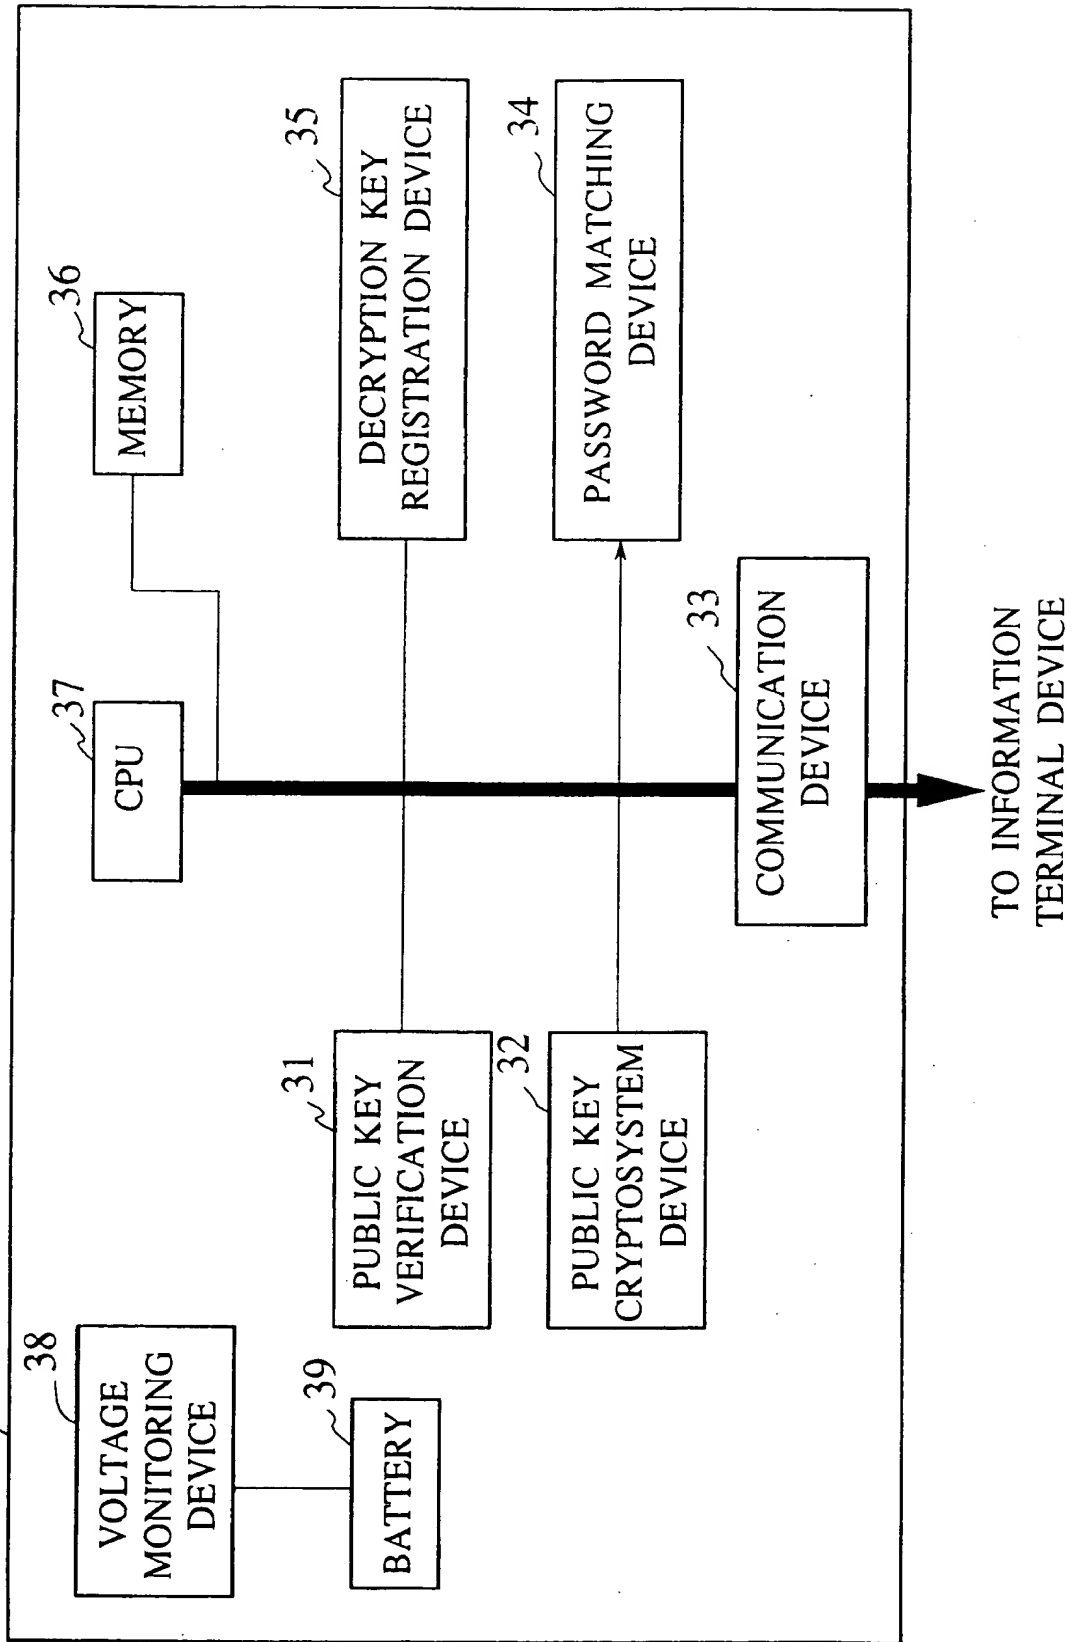 38
VOLTAGE
MONITORING
DEVICE
39
BATTERY
37
CPU
36
MEMORY
31
PUBLIC KEY
VERIFICATION
DEVICE
35
DECRYPTION KEY
REGISTRATION DEVICE
32
PUBLIC KEY
CRYPTOSYSTEM
DEVICE
34
PASSWORD MATCHING
DEVICE
33
COMMUNICATION
DEVICE
TO INFORMATION
TERMINAL DEVICE